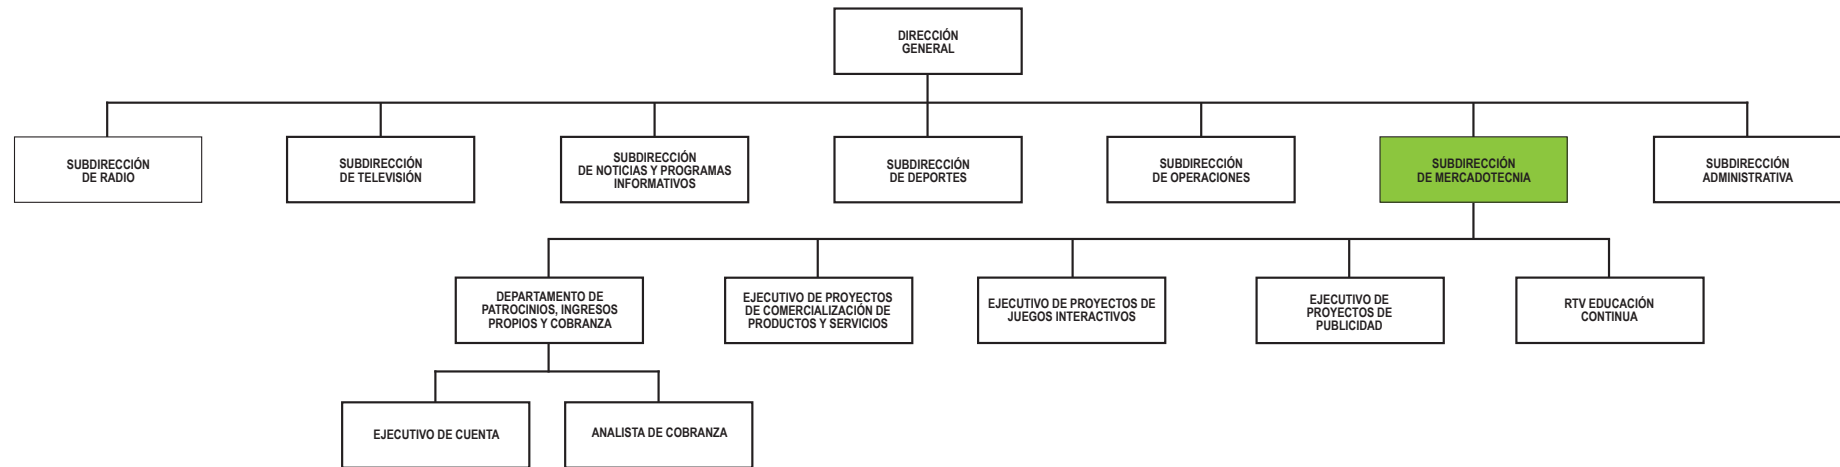 DIRECCIÓN
GENERAL
SUBDIRECCIÓN
DE RADIO
SUBDIRECCIÓN
DE TELEVISIÓN
SUBDIRECCIÓN
DE NOTICIAS Y PROGRAMAS
INFORMATIVOS
SUBDIRECCIÓN
DE DEPORTES
SUBDIRECCIÓN
DE OPERACIONES
SUBDIRECCIÓN
DE MERCADOTECNIA
SUBDIRECCIÓN
ADMINISTRATIVA
DEPARTAMENTO DE
PATROCINIOS, INGRESOS
PROPIOS Y COBRANZA
EJECUTIVO DE PROYECTOS
DE COMERCIALIZACIÓN DE
PRODUCTOS Y SERVICIOS
EJECUTIVO DE PROYECTOS DE
JUEGOS INTERACTIVOS
EJECUTIVO DE
PROYECTOS DE
PUBLICIDAD
RTV EDUCACIÓN
CONTINUA
EJECUTIVO DE CUENTA
ANALISTA DE COBRANZA